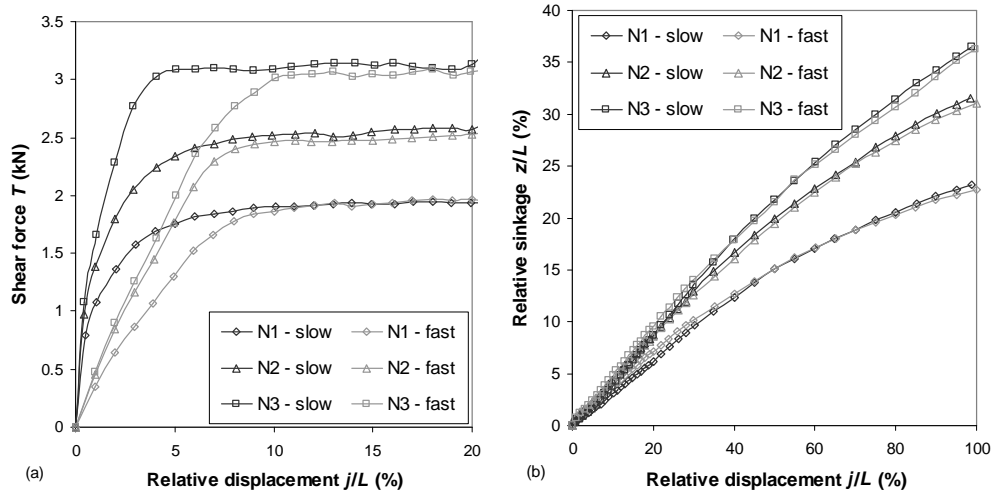 3.5
3
2.5
2
1.5
1
0.5
0
Shear force T (kN)
N1 - slow N1 - fast
N2 - slow N2 - fast
N3 - slow N3 - fast
0 5 10 15 20
(a) Relative displacement j/L (%)
40
35
30
25
20
15
10
5
0
Relative sinkage z/L (%)
N1 - slow N1 - fast
N2 - slow N2 - fast
N3 - slow N3 - fast
0 20 40 60 80 100
(b) Relative displacement j/L (%)